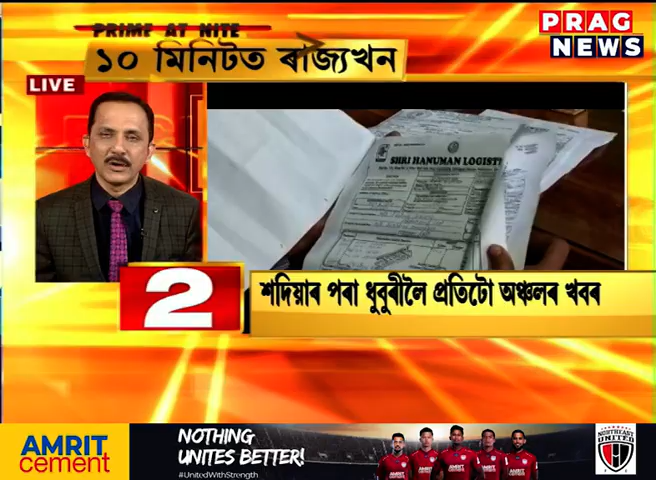 PRIME AT NITE
১০ মিনিটত ৰাজ্যখন
PRAG
NEWS
LIVE
SHRI HANUMAN LOGISTI
2
শদিয়াৰ পৰা ধুবুৰীলৈ প্ৰতিটো অঞ্চলৰ খবৰ
AMRIT
cement
NOTHING
UNITES BETTER!
#UnitedWithStrength
NORTHEAST
UNITED